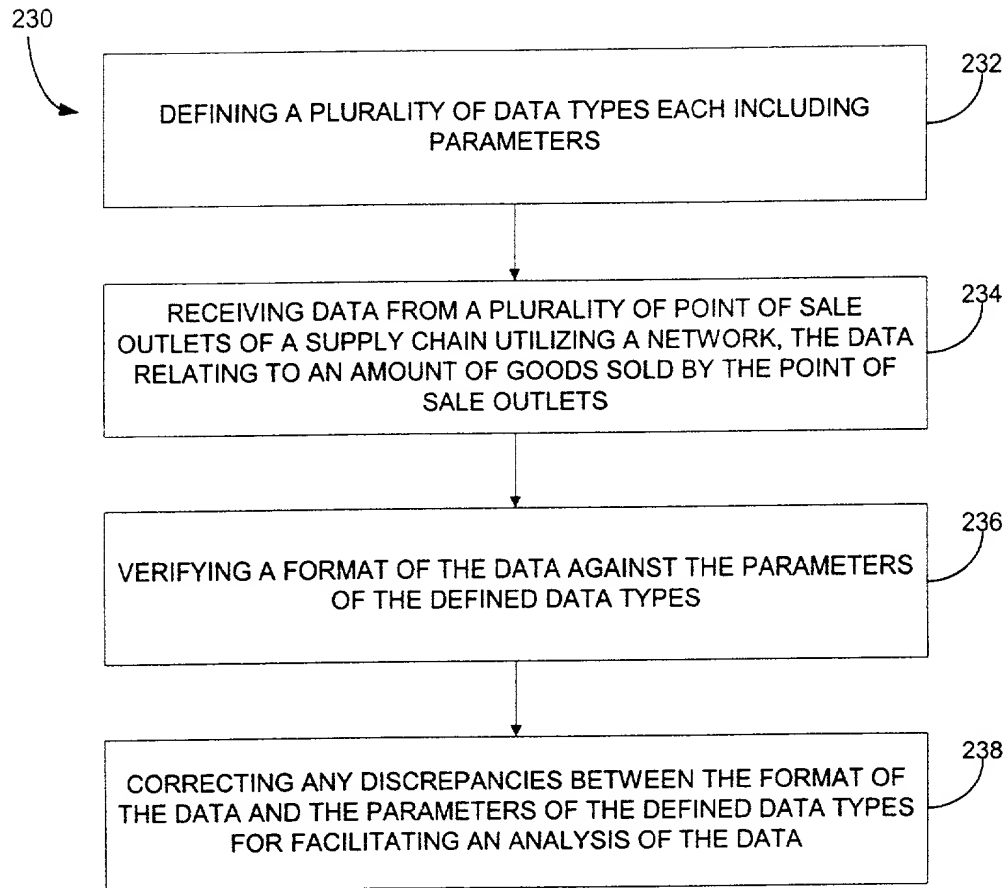 230
232
DEFINING A PLURALITY OF DATA TYPES EACH INCLUDING
PARAMETERS
234
RECEIVING DATA FROM A PLURALITY OF POINT OF SALE
OUTLETS OF A SUPPLY CHAIN UTILIZING A NETWORK, THE DATA
RELATING TO AN AMOUNT OF GOODS SOLD BY THE POINT OF
SALE OUTLETS
236
VERIFYING A FORMAT OF THE DATA AGAINST THE PARAMETERS
OF THE DEFINED DATA TYPES
238
CORRECTING ANY DISCREPANCIES BETWEEN THE FORMAT OF
THE DATA AND THE PARAMETERS OF THE DEFINED DATA TYPES
FOR FACILITATING AN ANALYSIS OF THE DATA